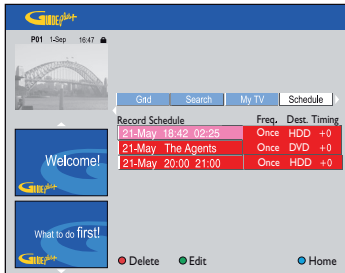 GUIDE plus+
P01 1-Sep 16:47
Grid Search My TV Schedule
Record Schedule Freq. Dest. Timing
21-May 18:42 02:25 Once HDD +0
21-May The Agents Once DVD +0
21-May 20:00 21:00 Once HDD +0
Welcome!
GUIDE plus+
What to do first!
GUIDE plus+
Delete Edit Home